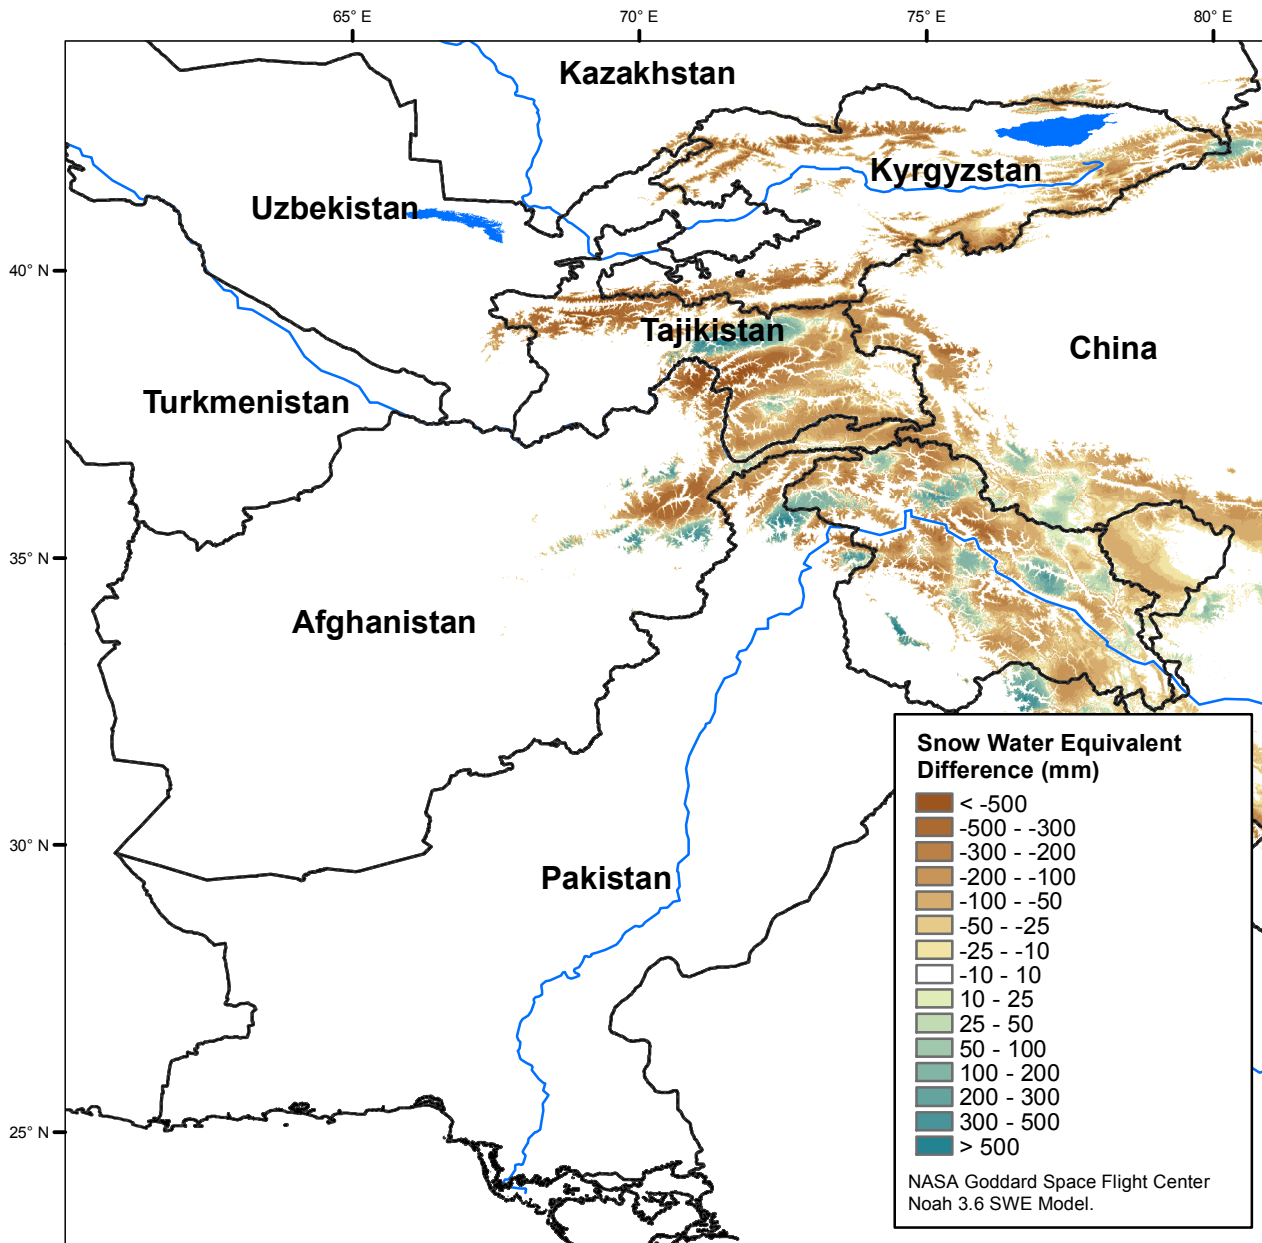 65° E
70° E
75° E
80° E
Kazakhstan
Kyrgyzstan
Uzbekistan
40° N
Tajikistan
China
Turkmenistan
35° N
Afghanistan
Snow Water Equivalent
Difference (mm)
< -500
-500 - -300
-300 - -200
-200 - -100
-100 - -50
-50 - -25
-25 - -10
-10 - 10
10 - 25
25 - 50
50 - 100
100 - 200
200 - 300
300 - 500
> 500
NASA Goddard Space Flight Center
Noah 3.6 SWE Model.
30° N
Pakistan
25° N